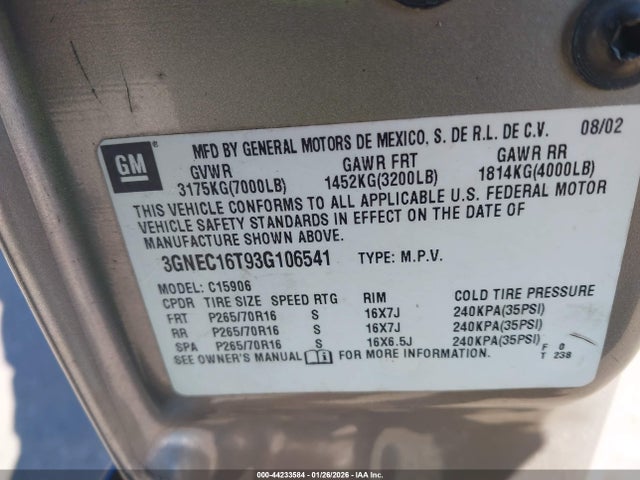 GM
MFD BY GENERAL MOTORS DE MEXICO, S. DE R.L. DE C.V. 08/02
GVWR GAWR FRT GAWR RR
3175KG(7000LB) 1452KG(3200LB) 1814KG(4000LB)
THIS VEHICLE CONFORMS TO ALL APPLICABLE U.S. FEDERAL MOTOR
VEHICLE SAFETY STANDARDS IN EFFECT ON THE DATE OF
MANUFACTURE SHOWN ABOVE.
3GNEC16T93G106541 TYPE: M.P.V.
MODEL: C15906
CPDR TIRE SIZE SPEED RTG RIM COLD TIRE PRESSURE
FRT P265/70R16 S 16X7J 240KPA(35PSI)
RR P265/70R16 S 16X7J 240KPA(35PSI)
SPA P265/70R16 S 16X6.5J 240KPA(35PSI) F 0
SEE OWNER'S MANUAL FOR MORE INFORMATION. T 238
000-44233584 | 01/26/2026 - IAA Inc.